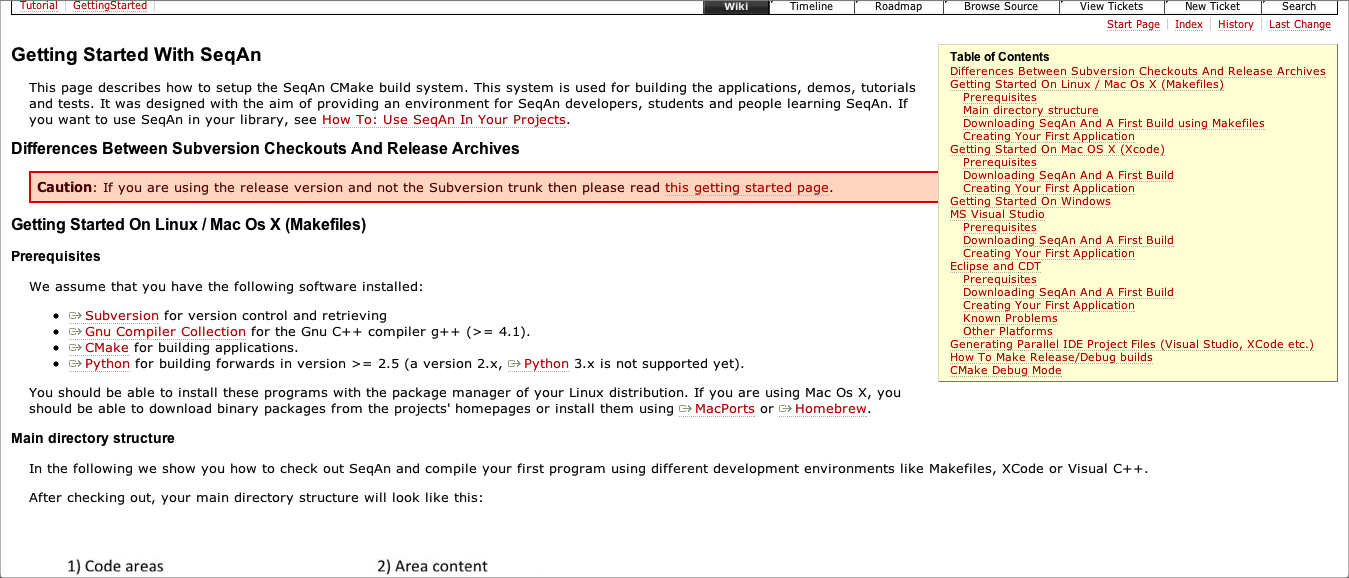 Tutorial GettingStarted
Wiki Timeline Roadmap Browse Source View Tickets New Ticket Search
Start Page Index History Last Change
Getting Started With SeqAn
This page describes how to setup the SeqAn CMake build system. This system is used for building the applications, demos, tutorials
and tests. It was designed with the aim of providing an environment for SeqAn developers, students and people learning SeqAn. If
you want to use SeqAn in your library, see How To: Use SeqAn In Your Projects.
Differences Between Subversion Checkouts And Release Archives
Caution: If you are using the release version and not the Subversion trunk then please read this getting started page.
Getting Started On Linux / Mac Os X (Makefiles)
Prerequisites
We assume that you have the following software installed:
Subversion for version control and retrieving
Gnu Compiler Collection for the Gnu C++ compiler g++ (>= 4.1).
CMake for building applications.
Python for building forwards in version >= 2.5 (a version 2.x, Python 3.x is not supported yet).
You should be able to install these programs with the package manager of your Linux distribution. If you are using Mac Os X, you
should be able to download binary packages from the projects' homepages or install them using MacPorts or Homebrew.
Table of Contents
Differences Between Subversion Checkouts And Release Archives
Getting Started On Linux / Mac Os X (Makefiles)
Prerequisites
Main directory structure
Downloading SeqAn And A First Build using Makefiles
Creating Your First Application
Getting Started On Mac OS X (Xcode)
Prerequisites
Downloading SeqAn And A First Build
Creating Your First Application
Getting Started On Windows
MS Visual Studio
Prerequisites
Downloading SeqAn And A First Build
Creating Your First Application
Eclipse and CDT
Prerequisites
Downloading SeqAn And A First Build
Creating Your First Application
Known Problems
Other Platforms
Generating Parallel IDE Project Files (Visual Studio, XCode etc.)
How To Make Release/Debug builds
CMake Debug Mode
Main directory structure
In the following we show you how to check out SeqAn and compile your first program using different development environments like Makefiles, XCode or Visual C++.
After checking out, your main directory structure will look like this:
1) Code areas 2) Area content